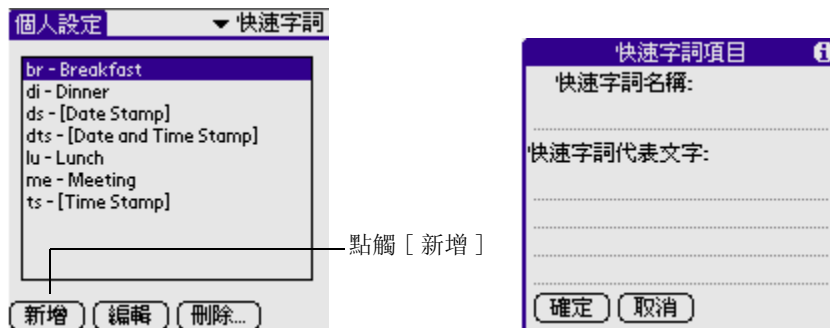 個人設定
快速字詞
br - Breakfast
di - Dinner
ds - [Date Stamp]
dts - [Date and Time Stamp]
lu - Lunch
me - Meeting
ts - [Time Stamp]
新增 編輯 刪除...
點觸［新增］
快速字詞項目
快速字詞名稱:
快速字詞代表文字:
確定 取消